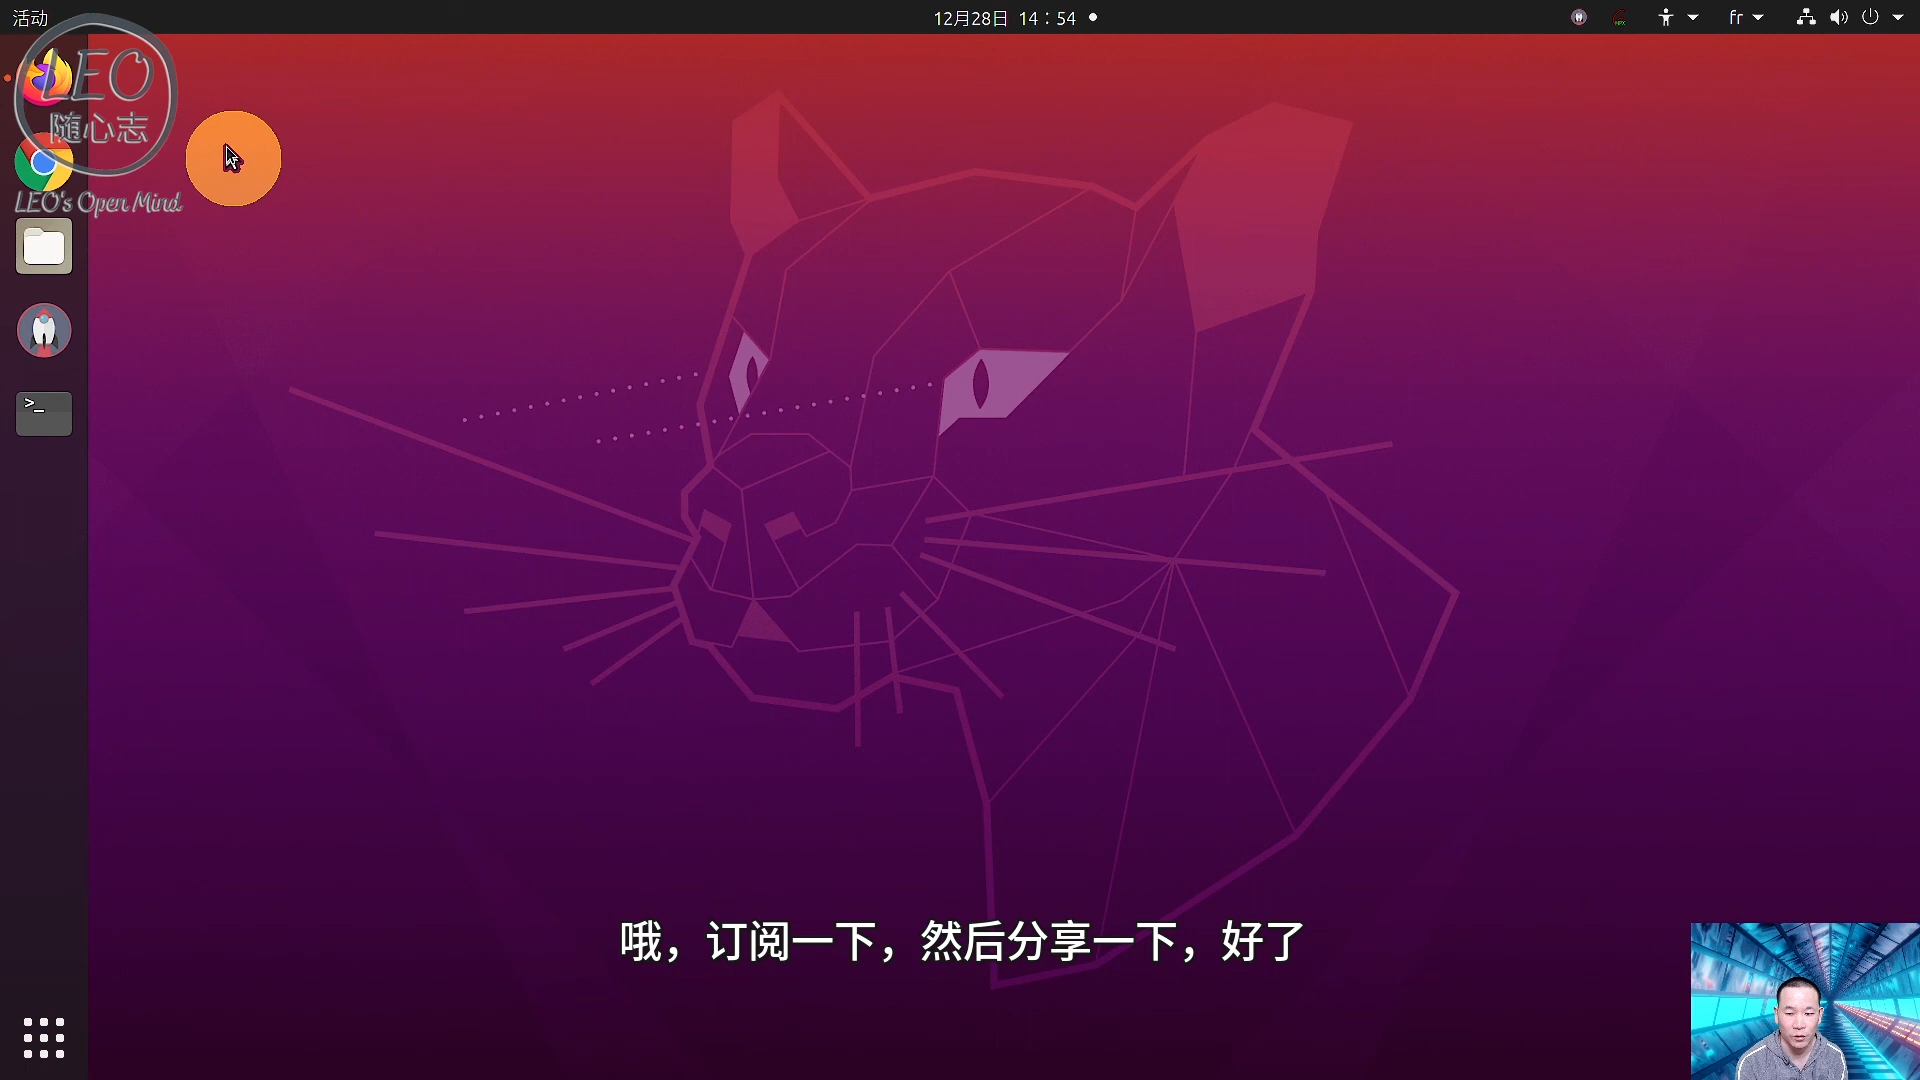 活动
12月28日 14：54
fr
LEO
随心志
LEO's Open Mind
>_
哦，订阅一下，然后分享一下，好了